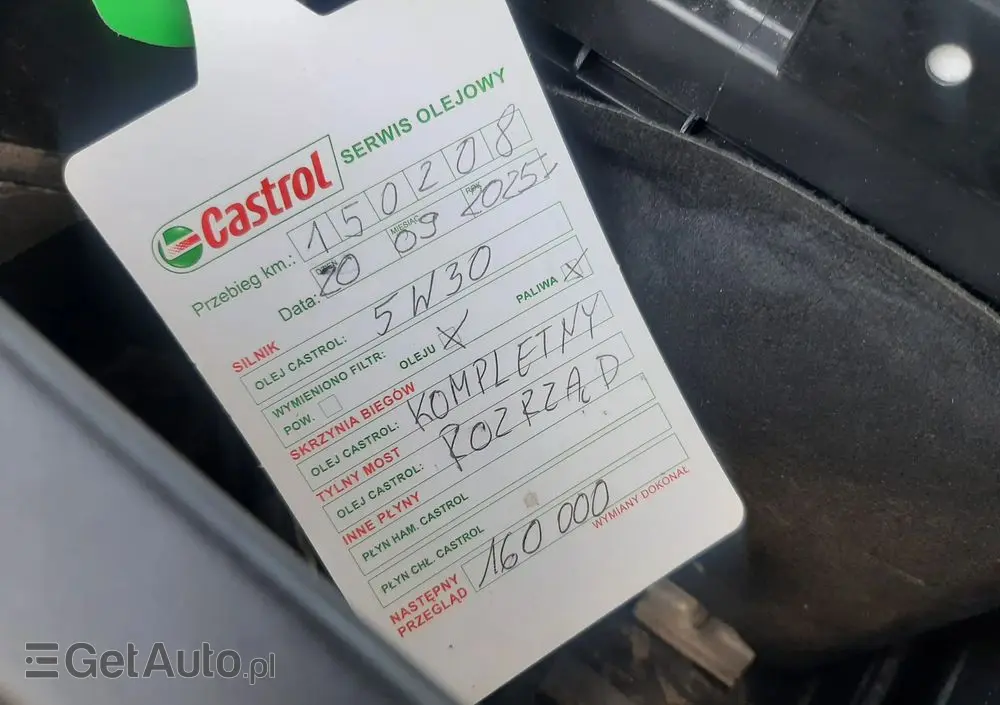 Castrol SERWIS OLEJOWY
Przebieg km.: 150208
Data: DZIEŃ 20 MIESIĄC 09 ROK 2025
SILNIK
OLEJ CASTROL: 5W30
WYMIENIONO FILTR:
POW. OLEJU X PALIWA X
SKRZYNIA BIEGÓW
OLEJ CASTROL: KOMPLETNY
TYLNY MOST
OLEJ CASTROL: ROZRZĄD
INNE PŁYNY
PŁYN HAM. CASTROL
PŁYN CHŁ. CASTROL
NASTĘPNY PRZEGLĄD 160 000
WYMIANY DOKONAŁ
GetAuto.pl